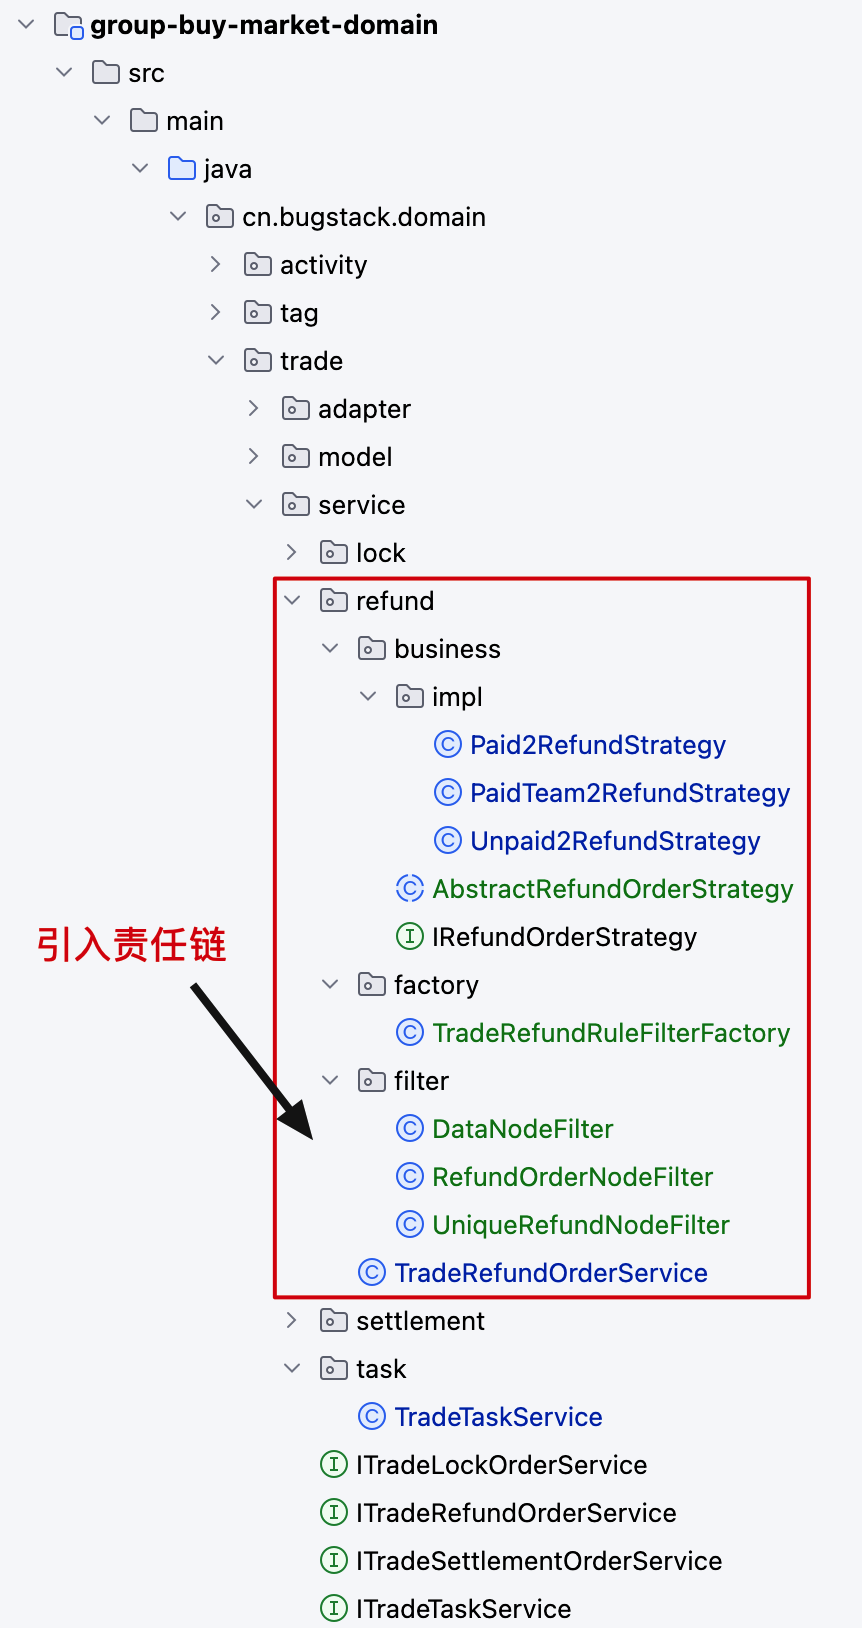 group-buy-market-domain
src
main
java
cn.bugstack.domain
activity
tag
trade
adapter
model
service
lock
refund
business
impl
Paid2RefundStrategy
PaidTeam2RefundStrategy
Unpaid2RefundStrategy
AbstractRefundOrderStrategy
IRefundOrderStrategy
引入责任链
factory
TradeRefundRuleFilterFactory
filter
DataNodeFilter
RefundOrderNodeFilter
UniqueRefundNodeFilter
TradeRefundOrderService
settlement
task
TradeTaskService
ITradeLockOrderService
ITradeRefundOrderService
ITradeSettlementOrderService
ITradeTaskService